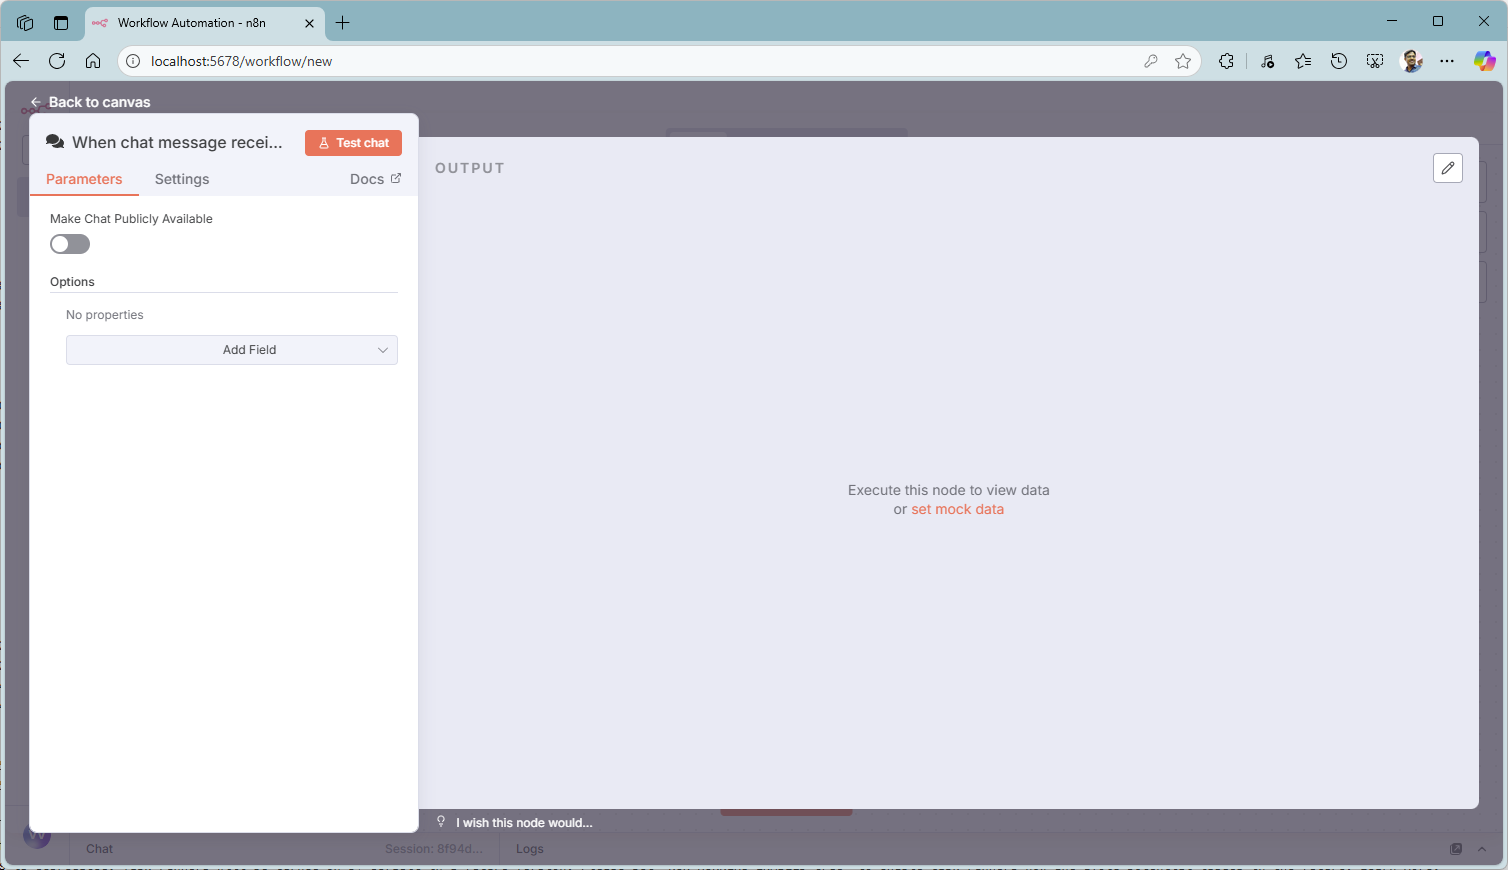 Workflow Automation - n8n
localhost:5678/workflow/new
Back to canvas
When chat message recei...
Test chat
Parameters
Settings
Docs
Make Chat Publicly Available
Options
No properties
Add Field
OUTPUT
Execute this node to view data
or set mock data
I wish this node would...
Chat
Session: 8f94d...
Logs